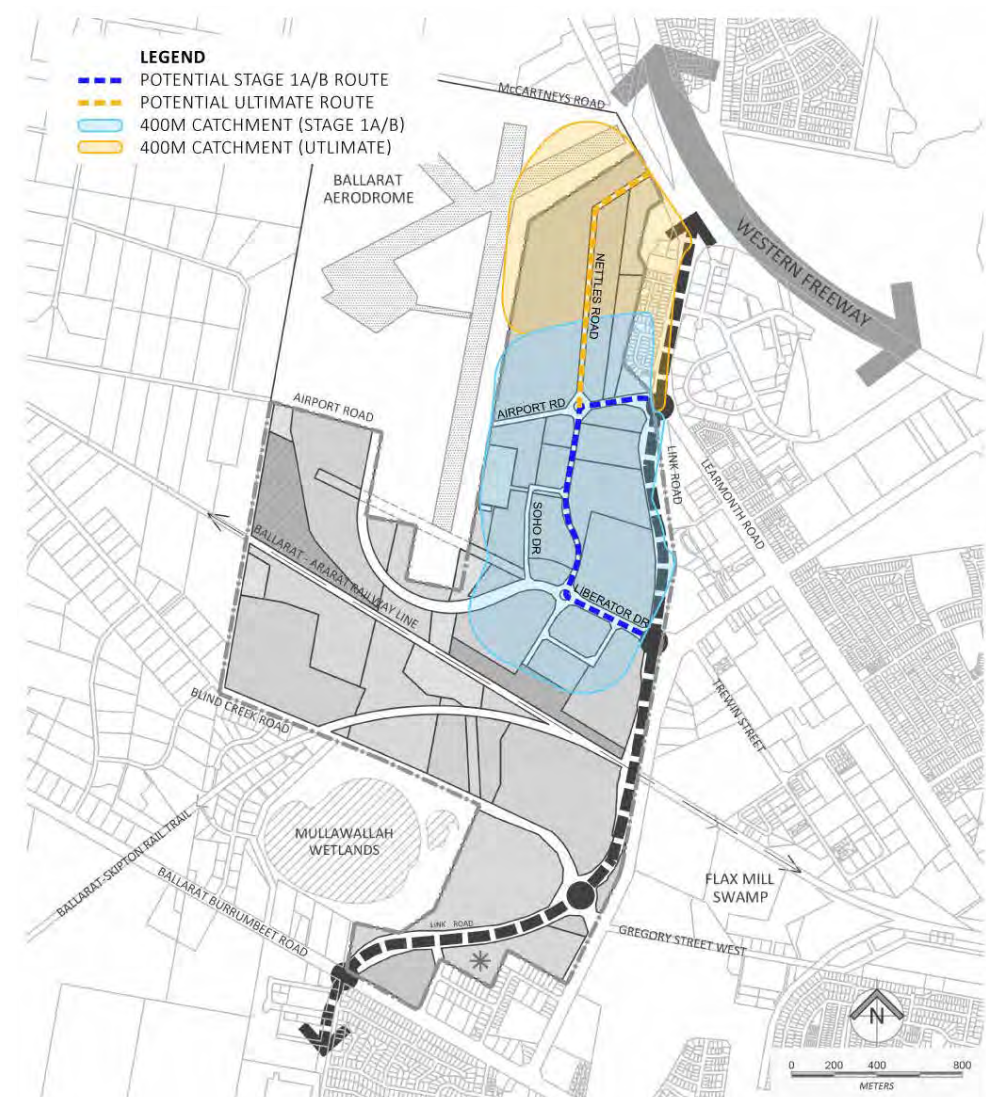 LEGEND
POTENTIAL STAGE 1A/B ROUTE
POTENTIAL ULTIMATE ROUTE
400M CATCHMENT (STAGE 1A/B)
400M CATCHMENT (UTLIMATE)
McCARTNEYS ROAD
BALLARAT
AERODROME
WESTERN FREEWAY
NETTLES ROAD
AIRPORT ROAD
AIRPORT RD
LINK ROAD
LEARMONTH ROAD
SOHO DR
BALLARAT - ARARAT RAILWAY LINE
LIBERATOR DR
TREWIN STREET
BLIND CREEK ROAD
MULLAWALLAH
WETLANDS
BALLARAT-SKIPTON RAIL TRAIL
BALLARAT BURRUMBEET ROAD
FLAX MILL
SWAMP
LINK ROAD
GREGORY STREET WEST
N
0 200 400 800
METERS